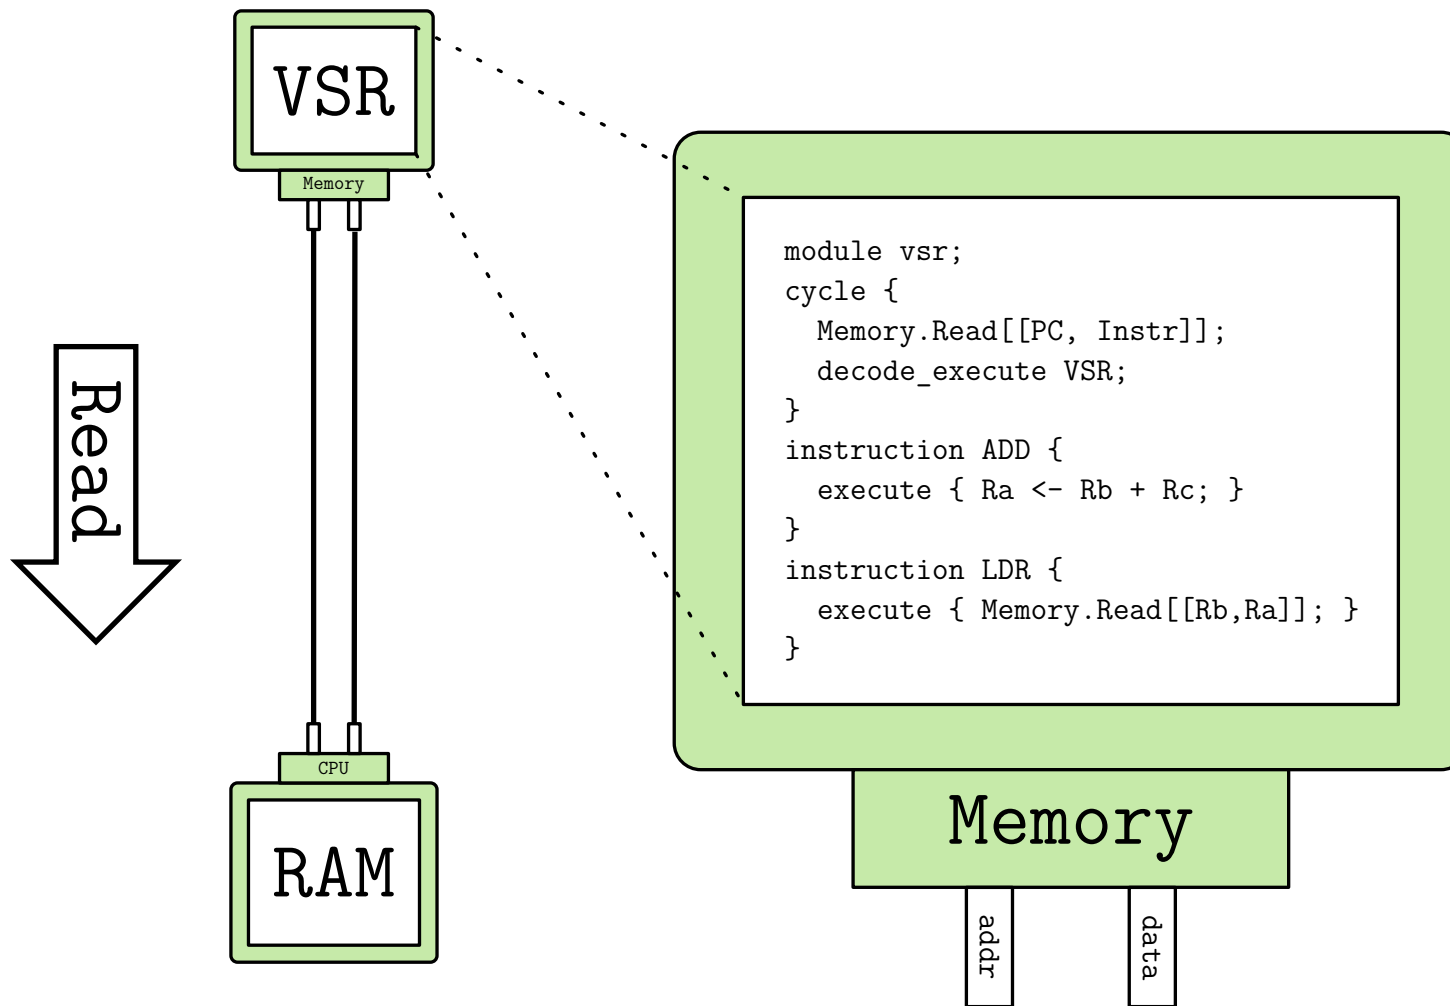 VSR
Memory
Read
CPU
RAM
module vsr;
cycle {
  Memory.Read[[PC, Instr]];
  decode_execute VSR;
}
instruction ADD {
  execute { Ra <- Rb + Rc; }
}
instruction LDR {
  execute { Memory.Read[[Rb,Ra]]; }
}
Memory
addr
data